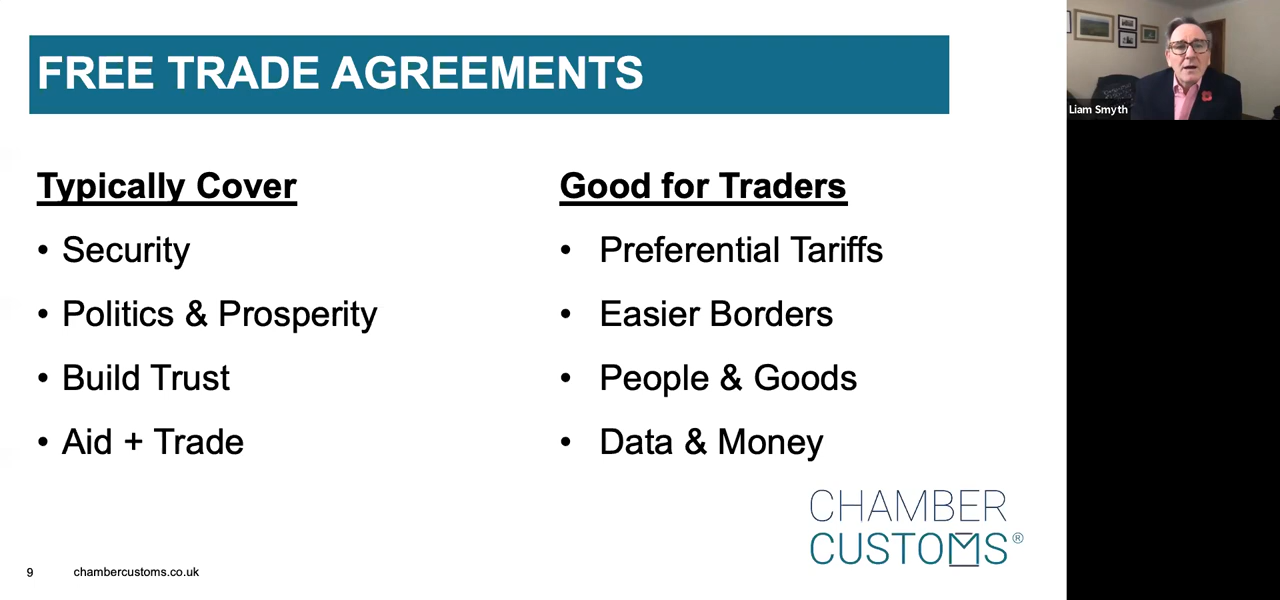 FREE TRADE AGREEMENTS
Typically Cover
• Security
• Politics & Prosperity
• Build Trust
• Aid + Trade
Good for Traders
• Preferential Tariffs
• Easier Borders
• People & Goods
• Data & Money
CHAMBER
CUSTOMS®
9 chambercustoms.co.uk
Liam Smyth